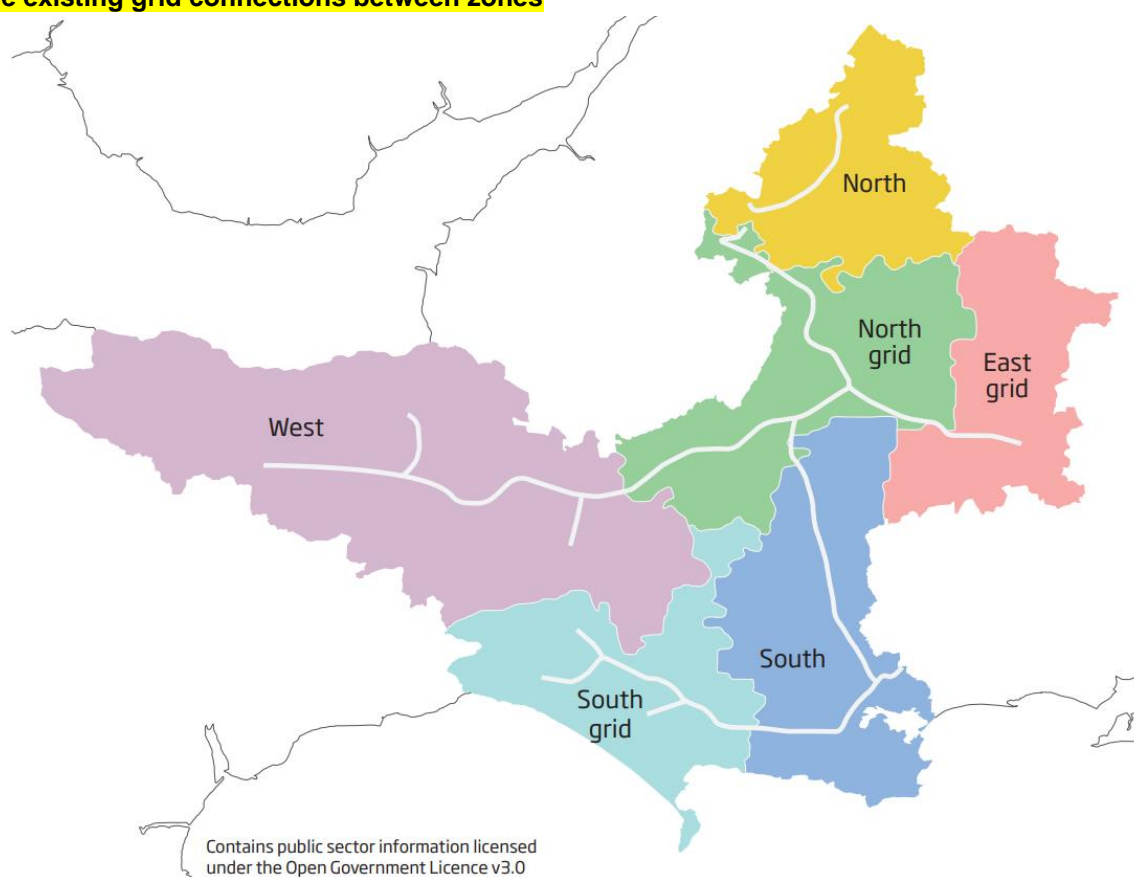 e existing grid connections between zones
North
North
grid
East
grid
West
South
South
grid
Contains public sector information licensed
under the Open Government Licence v3.0